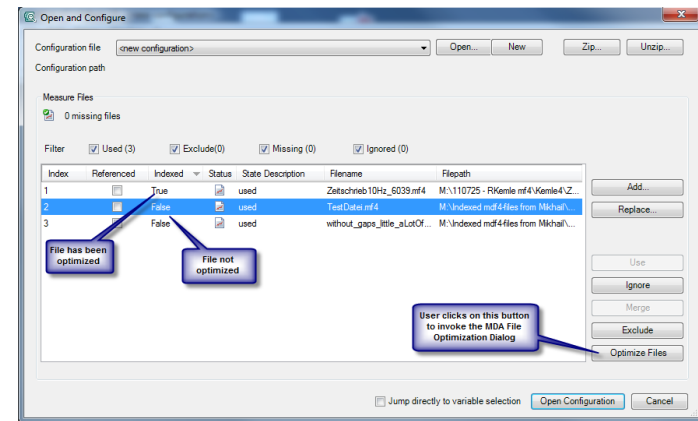 Open and Configure
Configuration file <new configuration> Open... New Zip... Unzip...
Configuration path
Measure Files
0 missing files
Filter Used (3) Exclude(0) Missing (0) Ignored (0)
Index Referenced Indexed Status State Description Filename Filepath
1 True used Zeitschrieb10Hz_6039.mf4 M:\110725 - RKemle mf4\Kemle4\Z...
2 False used TestDatei.mf4 M:\Indexed mdf4-files from Mikhail\...
3 False used without_gaps_little_aLotOf... M:\Indexed mdf4-files from Mikhail\...
Add...
Replace...
Use
Ignore
Merge
Exclude
Optimize Files
File has been
optimized
File not
optimized
User clicks on this button
to invoke the MDA File
Optimization Dialog
Jump directly to variable selection Open Configuration Cancel